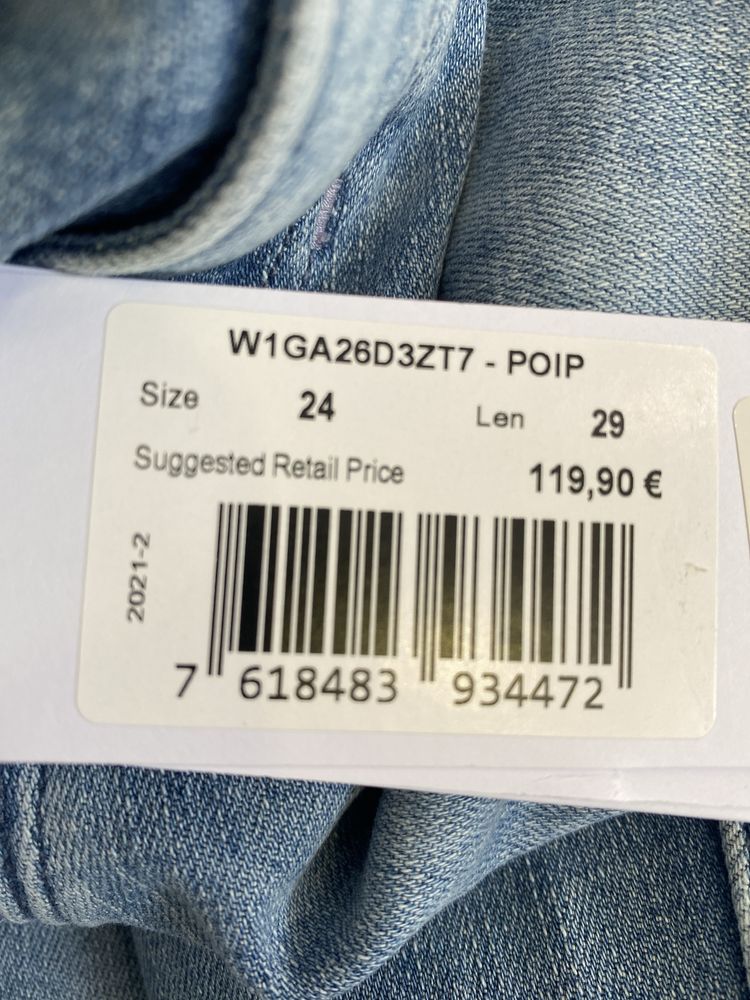 W1GA26D3ZT7 - POIP
Size 24 Len 29
Suggested Retail Price 119,90 €
2021-2
7 618483 934472